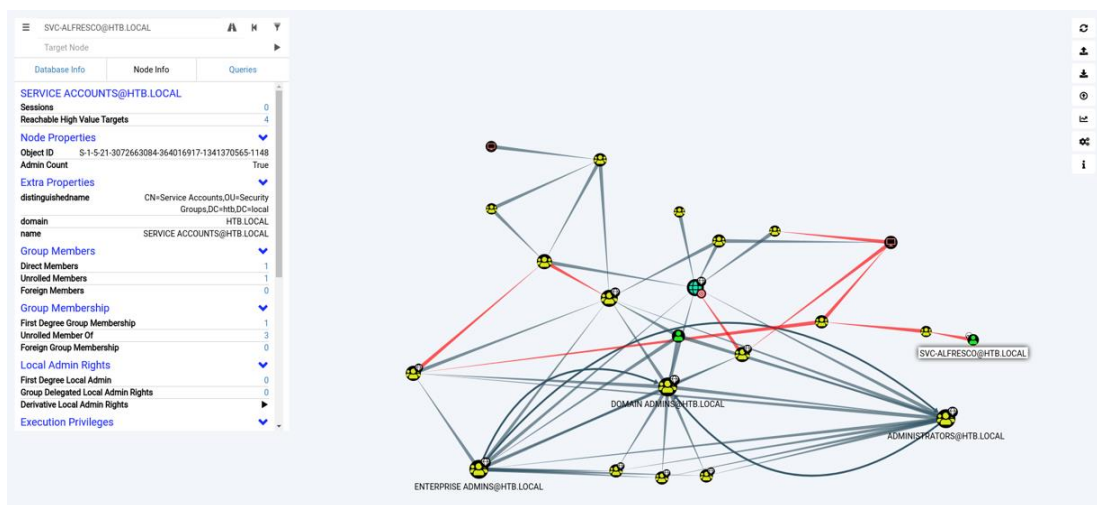 SVC-ALFRESCO@HTB.LOCAL
Target Node
Database Info Node Info Queries
SERVICE ACCOUNTS@HTB.LOCAL
Sessions 0
Reachable High Value Targets 4
Node Properties
Object ID S-1-5-21-3072663084-364016917-1341370565-1148
Admin Count True
Extra Properties
distinguishedname CN=Service Accounts,OU=Security
Groups,DC=htb,DC=local
domain HTB.LOCAL
name SERVICE ACCOUNTS@HTB.LOCAL
Group Members
Direct Members 1
Unrolled Members 1
Foreign Members 0
Group Membership
First Degree Group Membership 1
Unrolled Member Of 3
Foreign Group Membership 0
Local Admin Rights
First Degree Local Admin 0
Group Delegated Local Admin Rights 0
Derivative Local Admin Rights
Execution Privileges
SVC-ALFRESCO@HTB.LOCAL
DOMAIN ADMINS@HTB.LOCAL
ADMINISTRATORS@HTB.LOCAL
ENTERPRISE ADMINS@HTB.LOCAL